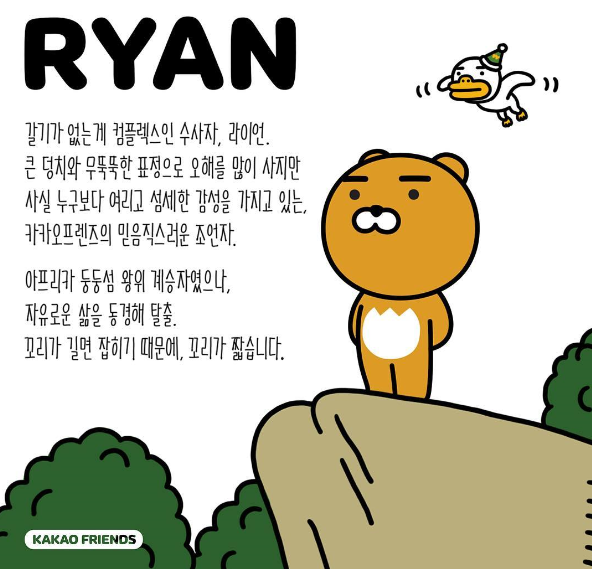 RYAN
갈기가 없는게 컴플렉스인 수사자, 라이언.
큰 덩치와 무뚝뚝한 표정으로 오해를 많이 사지만
사실 누구보다 여리고 섬세한 감성을 가지고 있는,
카카오프렌즈의 믿음직스러운 조언자.
아프리카 둥둥섬 왕위 계승자였으나,
자유로운 삶을 동경해 탈출.
꼬리가 길면 잡히기 때문에, 꼬리가 짧습니다.
KAKAO FRIENDS